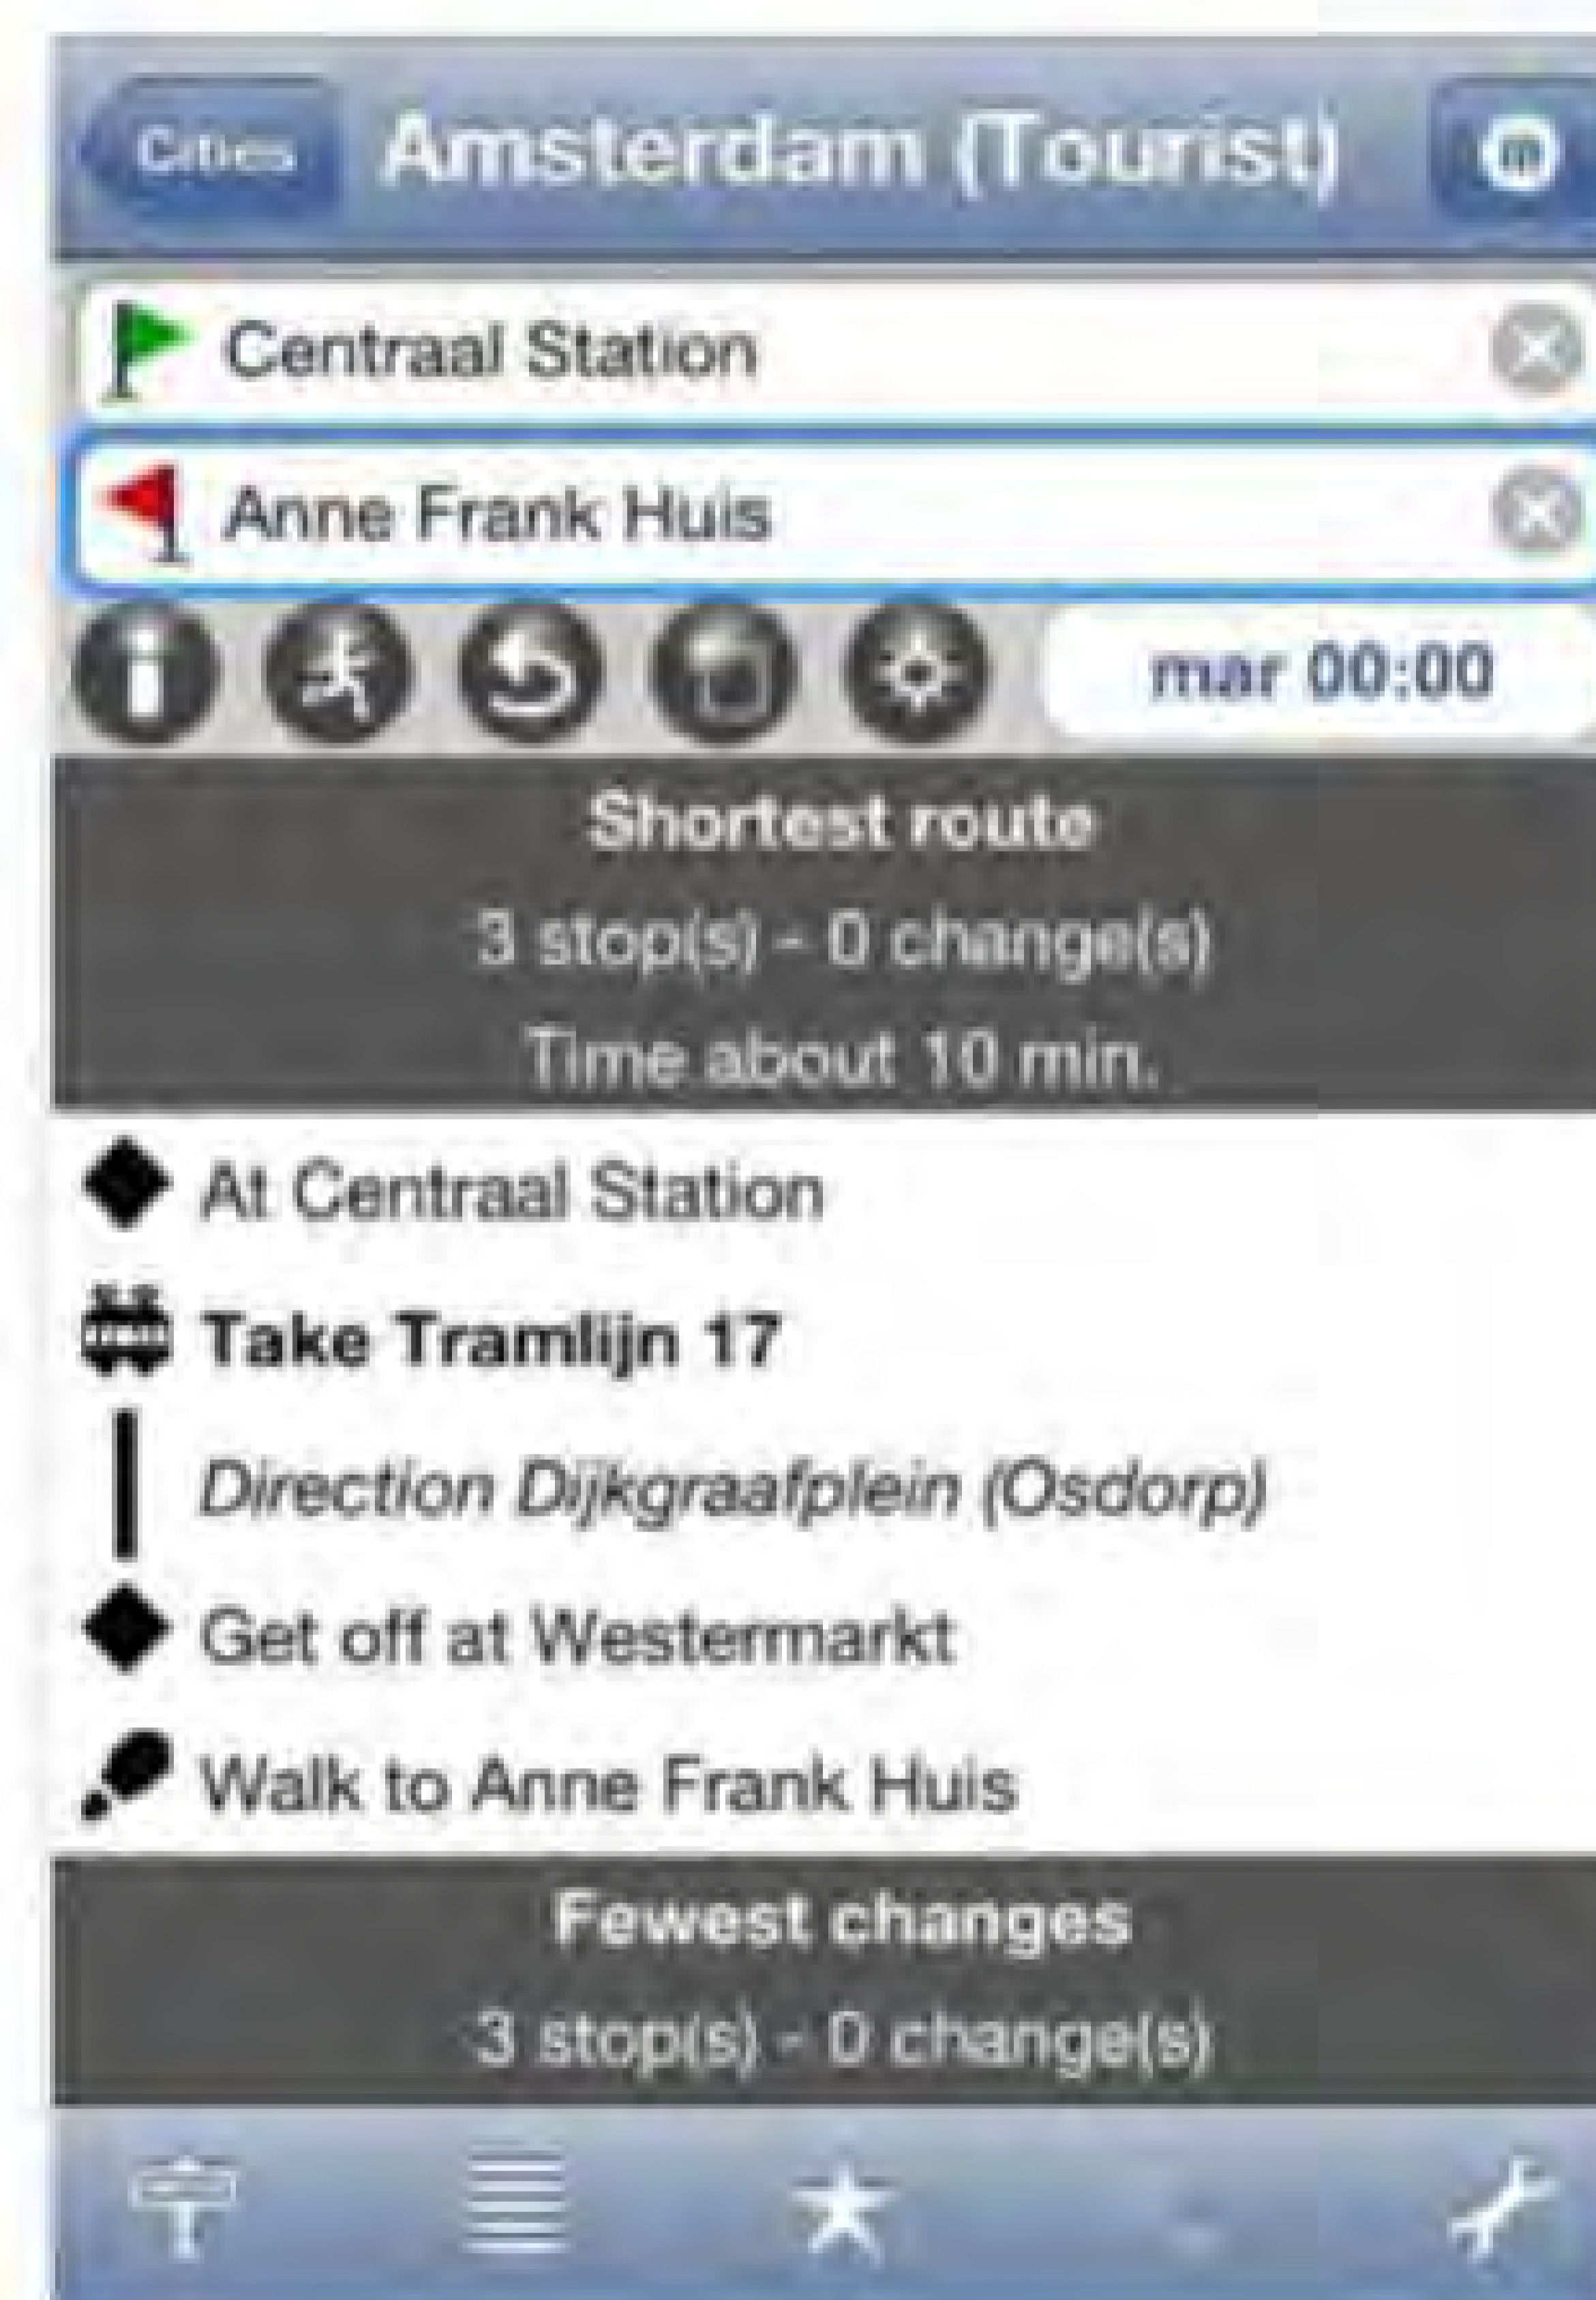 Cities
Amsterdam (Tourist)
m
Centraal Station
Anne Frank Huis
mar 00:00
Shortest route
3 stop(s) - 0 change(s)
Time about 10 min.
At Centraal Station
Take Tramlijn 17
Direction Dijkgraafplein (Osdorp)
Get off at Westermarkt
Walk to Anne Frank Huis
Fewest changes
3 stop(s) - 0 change(s)